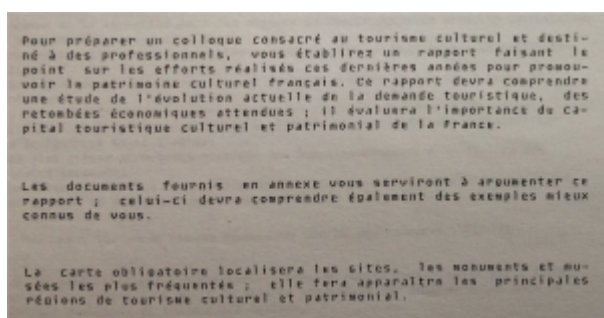 Pour préparer un colloque consacré au tourisme culturel et desti-
né à des professionnels, vous établirez un rapport faisant le
point sur les efforts réalisés ces dernières années pour promou-
voir le patrimoine culturel français. Ce rapport devra comprendre
une étude de l'évolution actuelle de la demande touristique, des
retombées économiques attendues ; il évaluera l'importance du ca-
pital touristique culturel et patrimonial de la France.
Les documents fournis en annexe vous serviront à argumenter ce
rapport ; celui-ci devra comprendre également des exemples mieux
connus de vous.
La carte obligatoire localisera les sites, les monuments et mu-
sées les plus fréquentés ; elle fera apparaître les principales
régions de tourisme culturel et patrimonial.